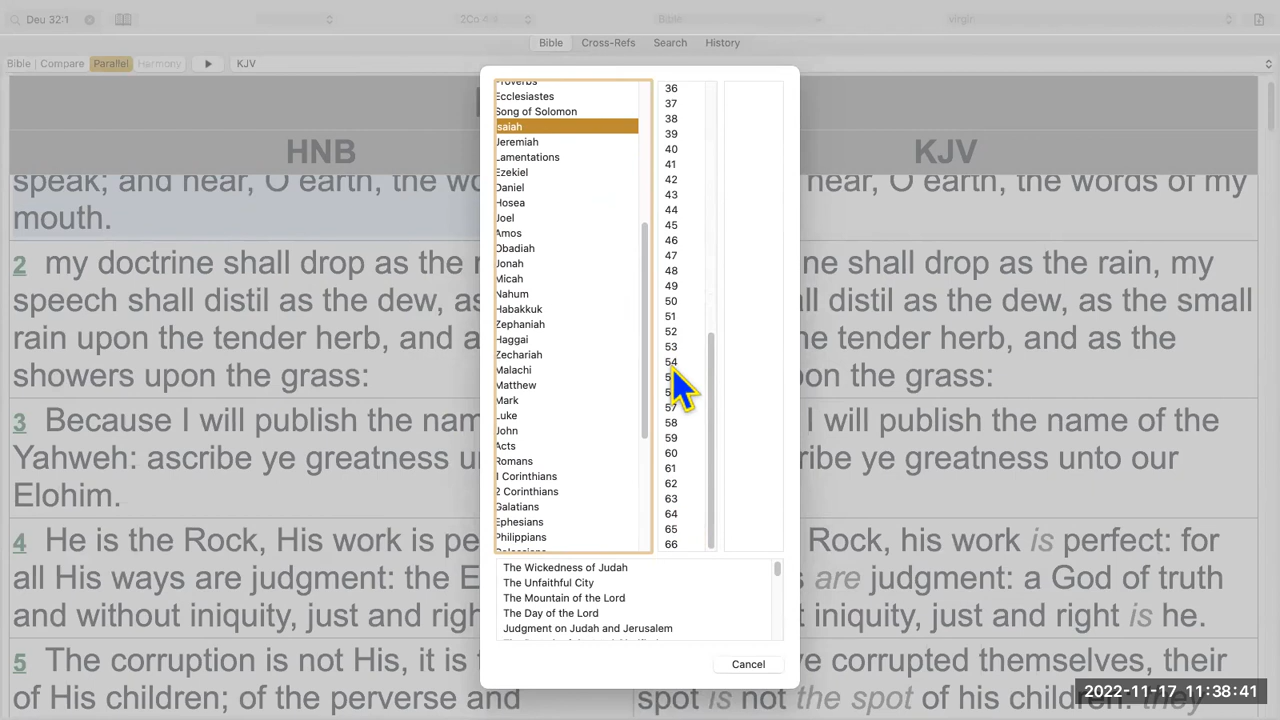 Deu 32:1
2Co 4:3
virgin
Bible
Cross-Refs
Search
History
Bible | Compare
Parallel
Harmony
KJV
HNB
KJV
speak; and hear, O earth, the
mouth.
hear, O earth, the words of my
2 my doctrine shall drop as the
speech shall distil as the dew, as
rain upon the tender herb, and a
showers upon the grass:
shall drop as the rain, my
distil as the dew, as the small
tender herb, and as the
the grass:
3 Because I will publish the
Yahweh: ascribe ye greatness
Elohim.
I will publish the name of the
ye greatness unto our
4 He is the Rock, His work is
all His ways are judgment: the
and without iniquity, just and
Rock, his work is perfect: for
are judgment: a God of truth
iniquity, just and right is he.
5 The corruption is not His, it is
of His children; of the perverse and
corrupted themselves, their
spot is not the spot of his children: they
Proverbs
Ecclesiastes
Song of Solomon
Isaiah
Jeremiah
Lamentations
Ezekiel
Daniel
Hosea
Joel
Amos
Obadiah
Jonah
Micah
Nahum
Habakkuk
Zephaniah
Haggai
Zechariah
Malachi
Matthew
Mark
Luke
John
Acts
Romans
1 Corinthians
2 Corinthians
Galatians
Ephesians
Philippians
36
37
38
39
40
41
42
43
44
45
46
47
48
49
50
51
52
53
54
57
58
59
60
61
62
63
64
65
66
The Wickedness of Judah
The Unfaithful City
The Mountain of the Lord
The Day of the Lord
Judgment on Judah and Jerusalem
Cancel
2022-11-17 11:38:41